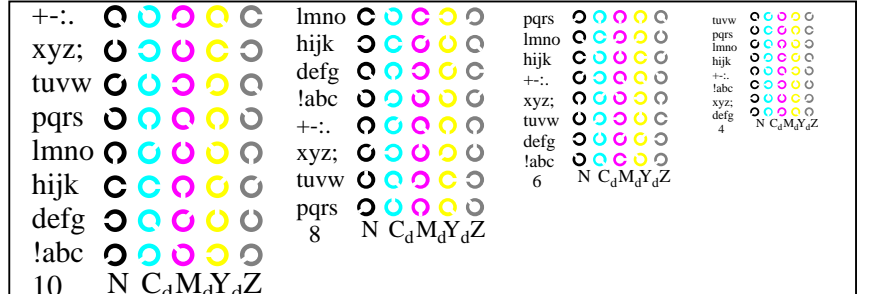 +-:.
xyz;
tuvw
pqrs
lmno
hijk
defg
!abc
10 N CdMdYdZ
lmno
hijk
defg
!abc
+-:.
xyz;
tuvw
pqrs
8 N CdMdYdZ
pqrs
lmno
hijk
+-:.
xyz;
tuvw
defg
!abc
6 N CdMdYdZ
tuvw
pqrs
lmno
hijk
+-:.
!abc
xyz;
defg
4 N CdMdYdZ